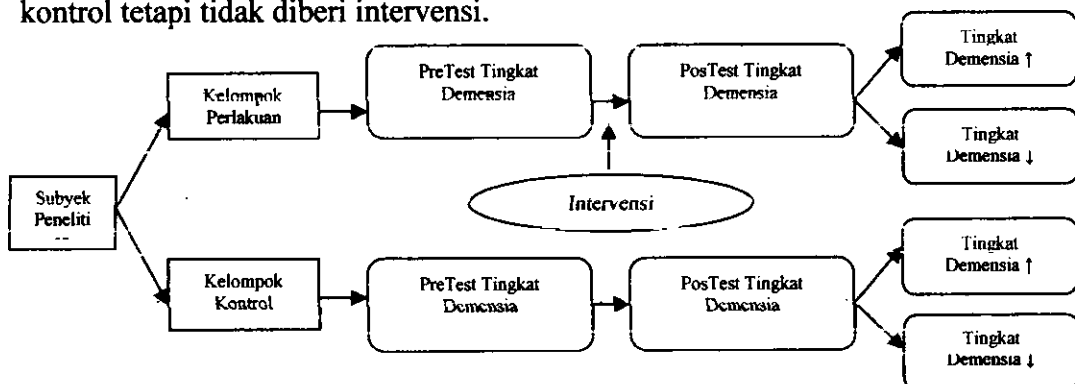 kontrol tetapi tidak diberi intervensi.
Tingkat
Demensia ↑
PreTest Tingkat
Demensia
PosTest Tingkat
Demensia
Kelompok
Perlakuan
Tingkat
Demensia ↓
Subyek
Peneliti
--
Intervensi
Kelompok
Kontrol
PreTest Tingkat
Demensia
PosTest Tingkat
Demensia
Tingkat
Demensia ↑
Tingkat
Demensia ↓